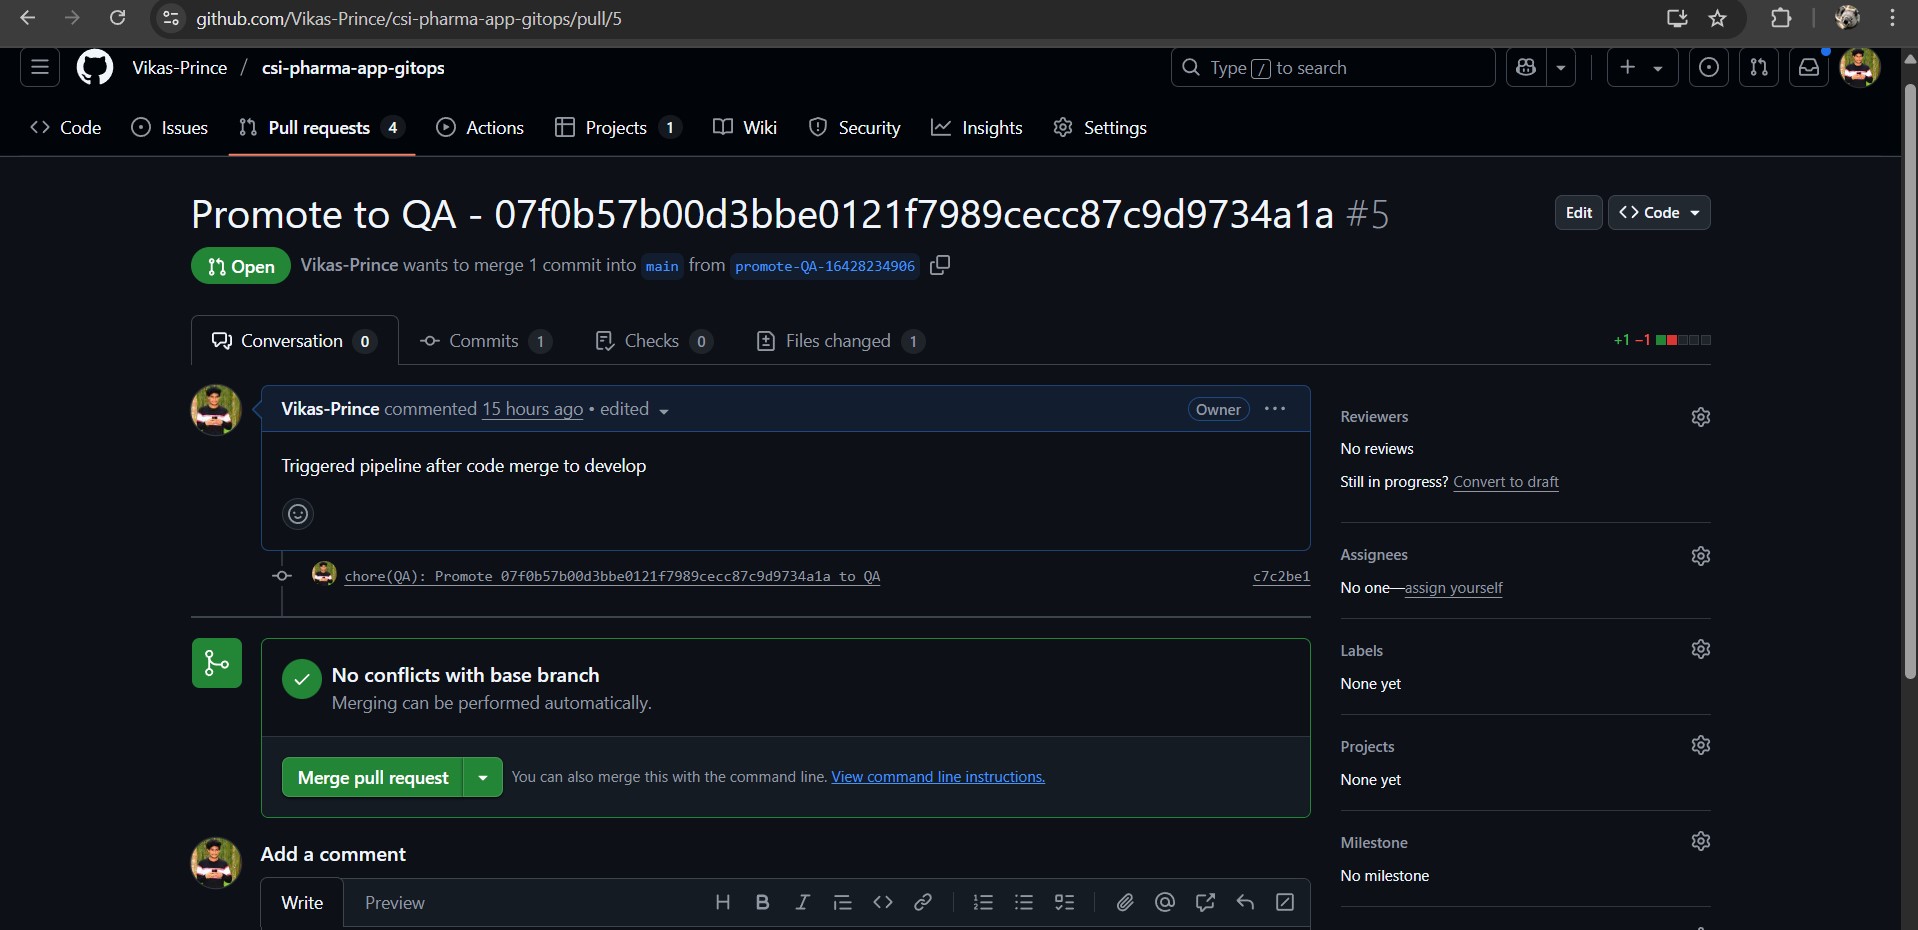 github.com/Vikas-Prince/csi-pharma-app-gitops/pull/5
Vikas-Prince / csi-pharma-app-gitops
Type / to search
Code
Issues
Pull requests 4
Actions
Projects 1
Wiki
Security
Insights
Settings
Promote to QA - 07f0b57b00d3bbe0121f7989cecc87c9d9734a1a #5
Edit
Code
Open
Vikas-Prince wants to merge 1 commit into main from promote-QA-16428234906
Conversation 0
Commits 1
Checks 0
Files changed 1
+1 −1
Vikas-Prince commented 15 hours ago • edited
Owner
Triggered pipeline after code merge to develop
chore(QA): Promote 07f0b57b00d3bbe0121f7989cecc87c9d9734a1a to QA
c7c2be1
No conflicts with base branch
Merging can be performed automatically.
Merge pull request
You can also merge this with the command line. View command line instructions.
Add a comment
Write
Preview
Reviewers
No reviews
Still in progress? Convert to draft
Assignees
No one—assign yourself
Labels
None yet
Projects
None yet
Milestone
No milestone